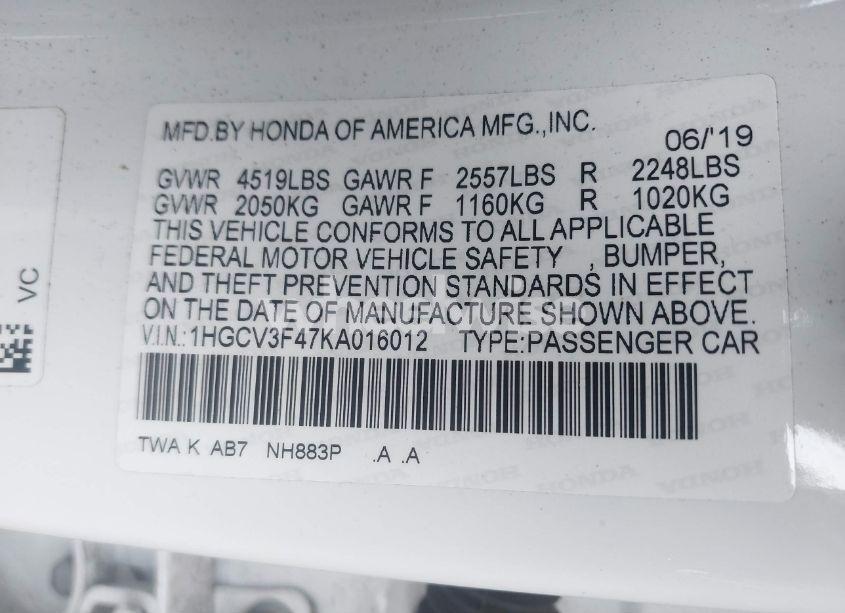 MFD.BY HONDA OF AMERICA MFG.,INC. 06/'19
GVWR 4519LBS GAWR F 2557LBS R 2248LBS
GVWR 2050KG GAWR F 1160KG R 1020KG
THIS VEHICLE CONFORMS TO ALL APPLICABLE
FEDERAL MOTOR VEHICLE SAFETY , BUMPER,
AND THEFT PREVENTION STANDARDS IN EFFECT
ON THE DATE OF MANUFACTURE SHOWN ABOVE.
V.I.N.:1HGCV3F47KA016012 TYPE:PASSENGER CAR
TWA K AB7 NH883P .A .A
VC